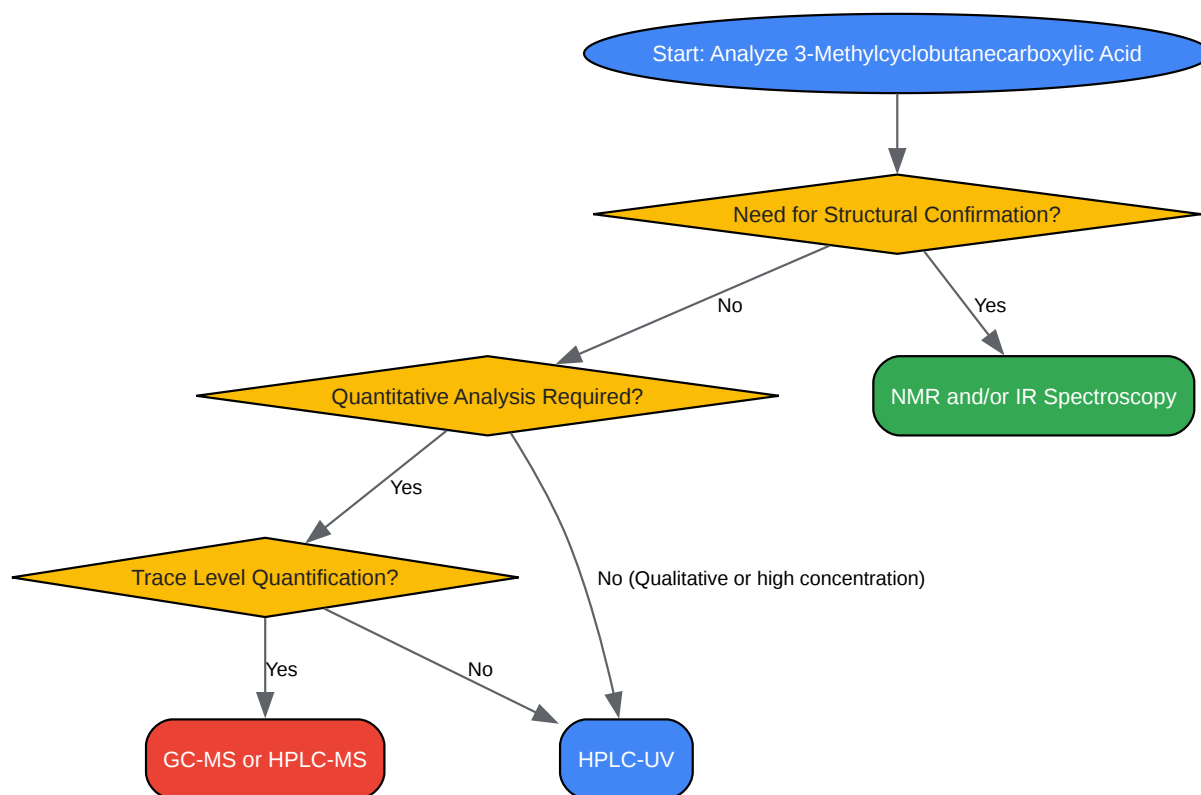 Start: Analyze 3-Methylcyclobutanecarboxylic Acid
Need for Structural Confirmation?
No
Yes
Quantitative Analysis Required?
NMR and/or IR Spectroscopy
Yes
No (Qualitative or high concentration)
Trace Level Quantification?
Yes
No
GC-MS or HPLC-MS
HPLC-UV